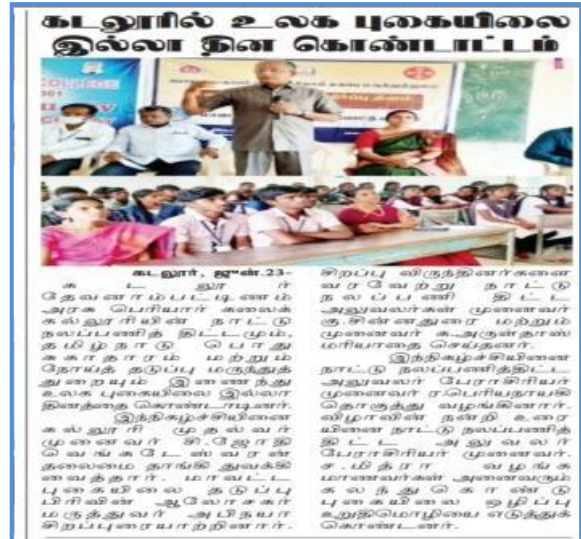 கடலூரில் உலக புகையிலை
இல்லா தின கொண்டாட்டம்
COLLEGE
கடலூர், ஜுன்.23-
கடலூர்
தேவனாம்பட்டிணம்
அரசு பெரியார் கலைக்
கல்லூரியின் நாட்டு
நலப்பணித் திட்டமும்,
தமிழ்நாடு பொது
சுகாதாரம் மற்றும்
நோய்த் தடுப்பு மருந்துத்
துறையும் இணைந்து
உலக புகையிலை இல்லா
தினத்தை கொண்டாடினர்.
இந்நிகழ்ச்சியினை
கல்லூரி முதல்வர்
முனைவர் சி.ஜோதி
வெங்கடேஸ்வரன்
தலைமை தாங்கி துவக்கி
வைத்தார். மாவட்ட
புகையிலை தடுப்பு
பிரிவின் ஆலோசகர்
மருத்துவர் அபிநயா
சிறப்புரையாற்றினார்.
சிறப்பு விருந்தினர்களை
வரவேற்று நாட்டு
நலப்பணி திட்ட
அலுவலர்கள் முனைவர்
கு.சின்னதுரை மற்றும்
முனைவர் சு.அருண்தாஸ்
மரியாதை செய்தனர்.
இந்நிகழ்ச்சியினை
நாட்டு நலப்பணித்திட்ட
அலுவலர் பேராசிரியர்
முனைவர் ர.பெரியநாயகி
தொகுத்து வழங்கினார்.
விழாவின் நன்றி உரை
யினை நாட்டு நலப்பணித்
திட்ட அலுவலர்
பேராசிரியர் முனைவர்.
ச.மித்ரா வழங்க
மாணவர்கள் அனைவரும்
கலந்து கொண்டு
புகையிலை ஒழிப்பு
உறுதிமொழியை எடுத்துக்
கொண்டனர்.